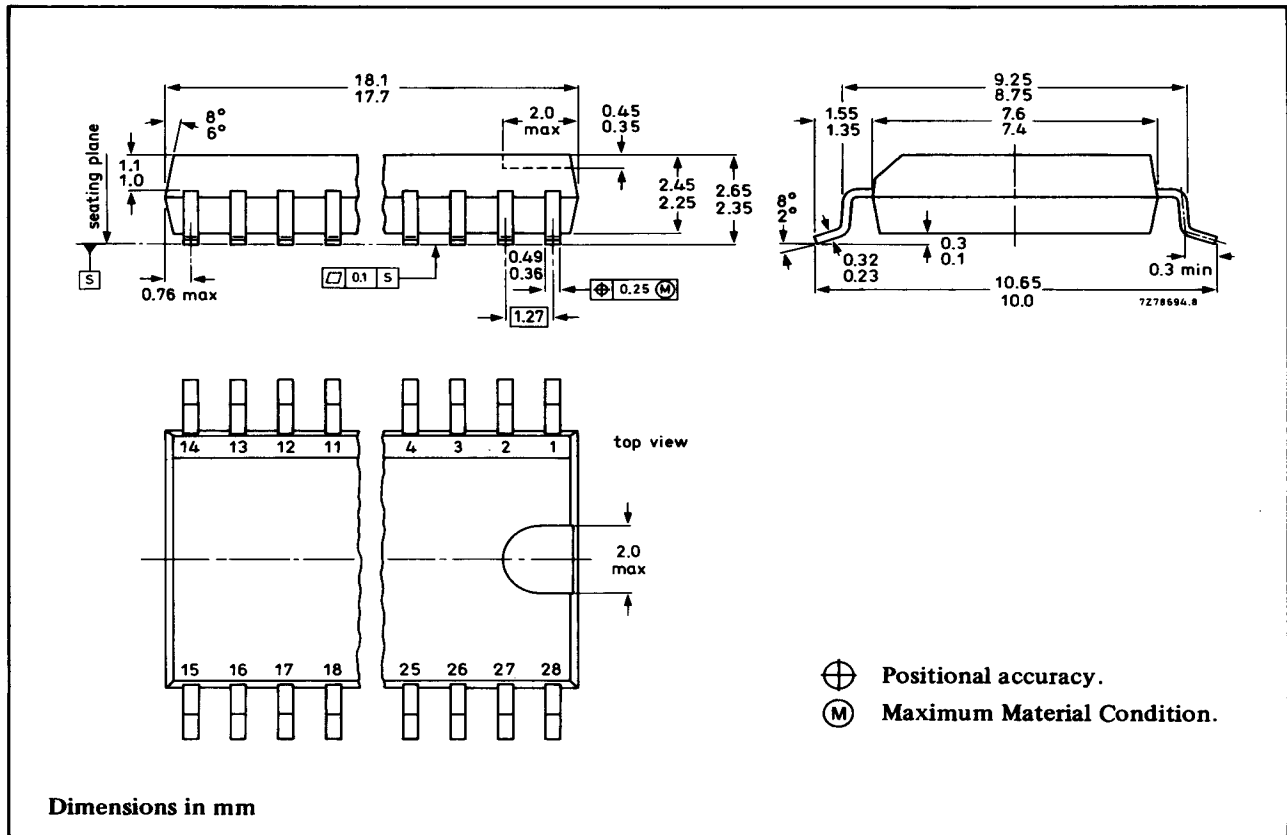 18.1
17.7
8°
6°
2.0
max
0.45
0.35
seating plane
1.1
1.0
2.45
2.25
2.65
2.35
S
0.76 max
0.1 S
0.49
0.36
0.25 M
1.27
9.25
8.75
1.55
1.35
7.6
7.4
8°
2°
0.32
0.23
0.3
0.1
0.3 min
10.65
10.0
7Z78694.8
14 13 12 11 4 3 2 1
top view
2.0
max
15 16 17 18 25 26 27 28
Positional accuracy.
M Maximum Material Condition.
Dimensions in mm